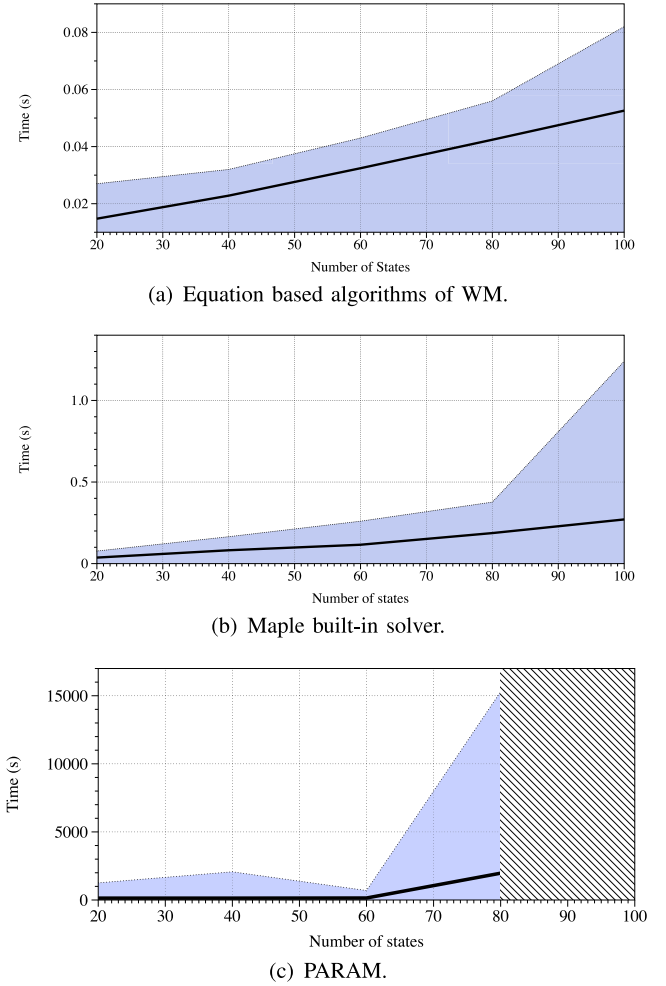 0.08
0.06
0.04
0.02
Time (s)
20 30 40 50 60 70 80 90 100
Number of States
(a) Equation based algorithms of WM.
1.0
0.5
0
Time (s)
20 30 40 50 60 70 80 90 100
Number of states
(b) Maple built-in solver.
15000
10000
5000
0
Time (s)
20 30 40 50 60 70 80 90 100
Number of states
(c) PARAM.